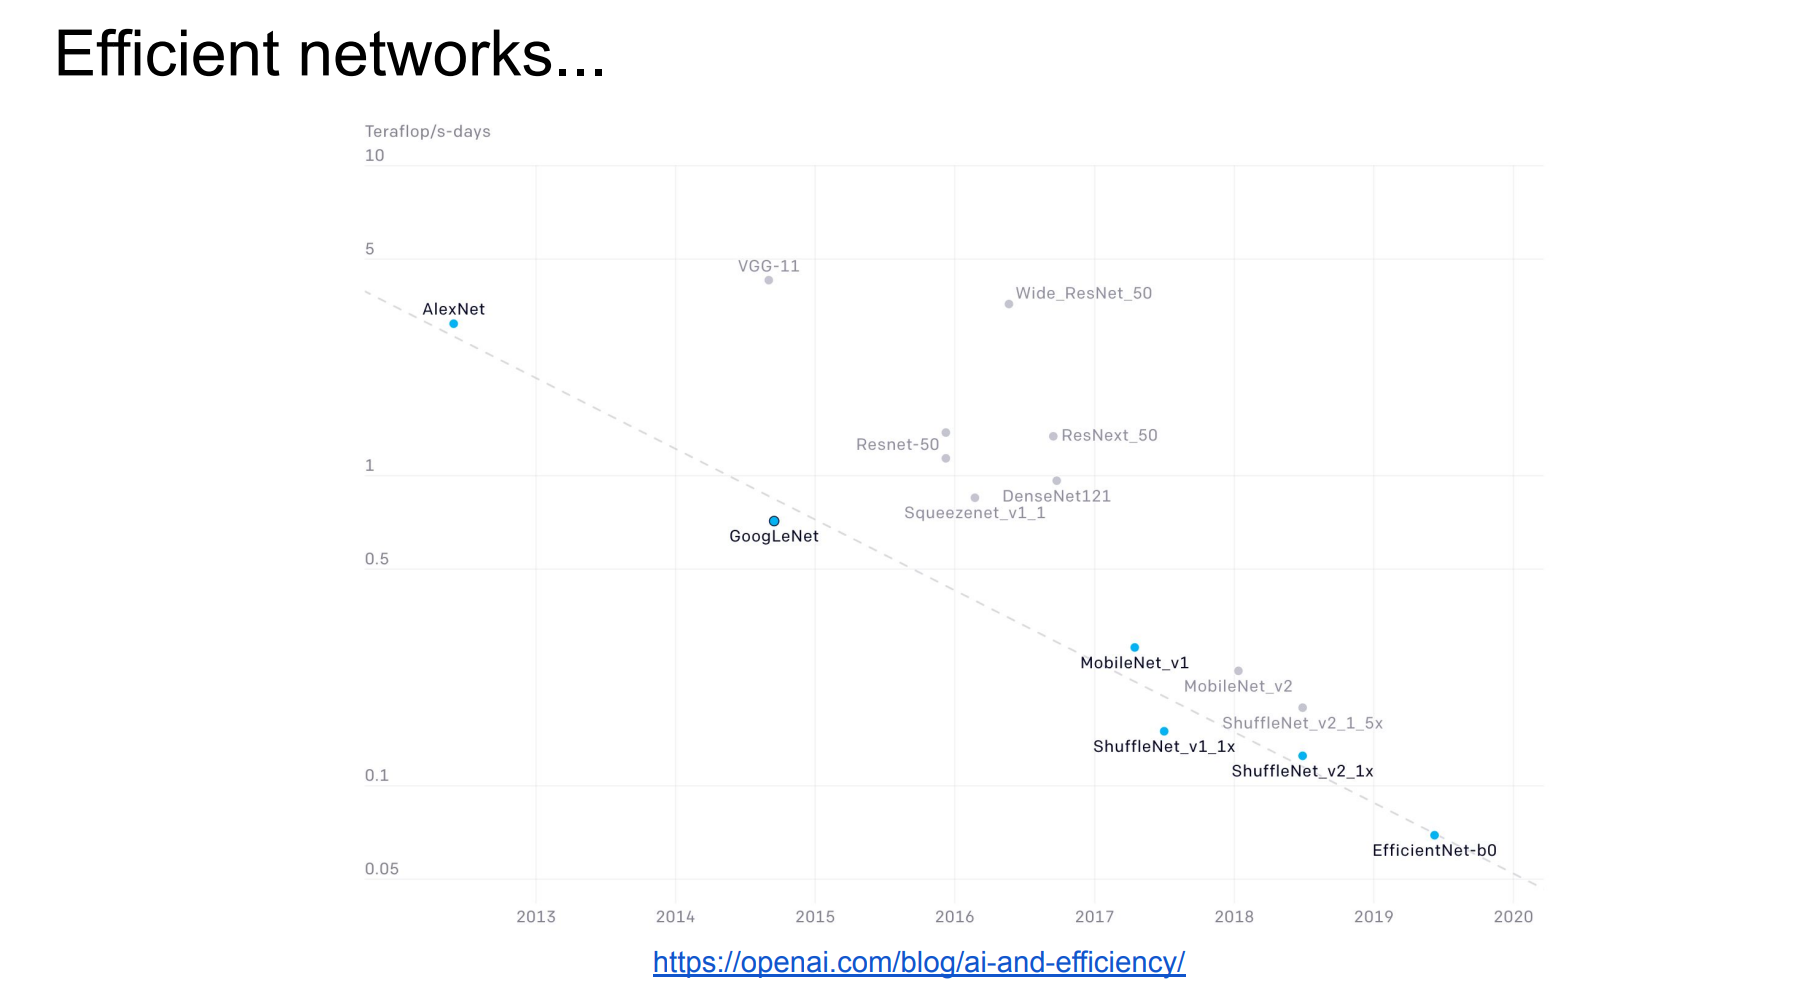 Efficient networks...
Teraflop/s-days
10
5
VGG-11
Wide_ResNet_50
AlexNet
Resnet-50
ResNext_50
1
DenseNet121
Squeezenet_v1_1
GoogLeNet
0.5
MobileNet_v1
MobileNet_v2
ShuffleNet_v2_1_5x
ShuffleNet_v1_1x
ShuffleNet_v2_1x
0.1
EfficientNet-b0
0.05
2013 2014 2015 2016 2017 2018 2019 2020
https://openai.com/blog/ai-and-efficiency/